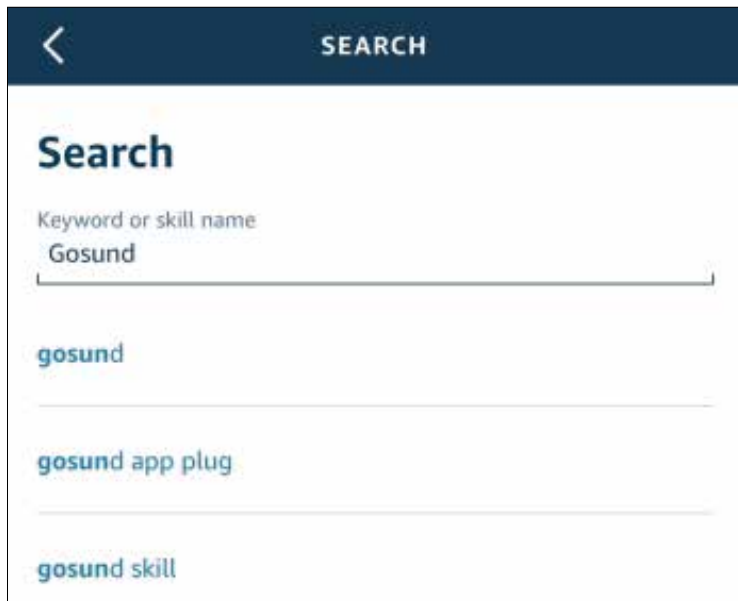 SEARCH
Search
Keyword or skill name
Gosund
gosund
gosund app plug
gosund skill